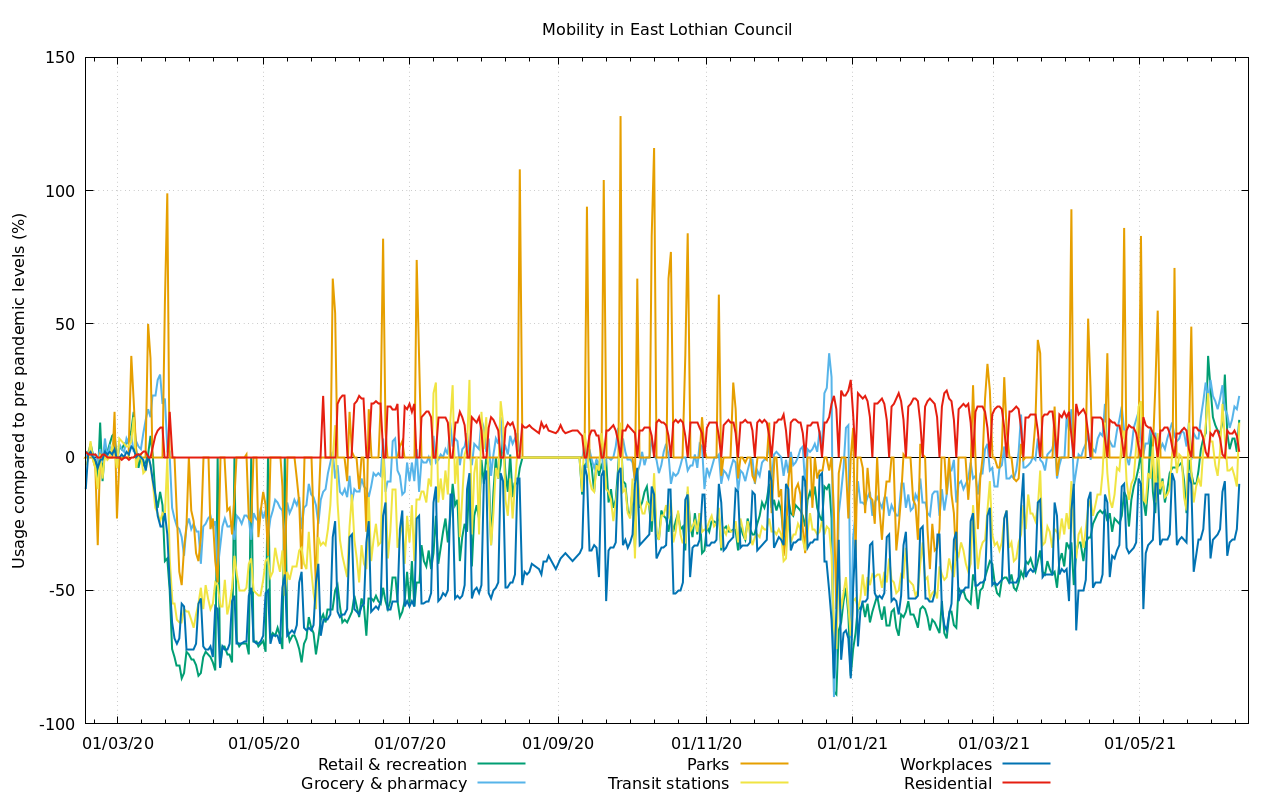 Mobility in East Lothian Council
Usage compared to pre pandemic levels (%)
150
100
50
0
-50
-100
01/03/20 01/05/20 01/07/20 01/09/20 01/11/20 01/01/21 01/03/21 01/05/21
Retail & recreation Parks Workplaces
Grocery & pharmacy Transit stations Residential